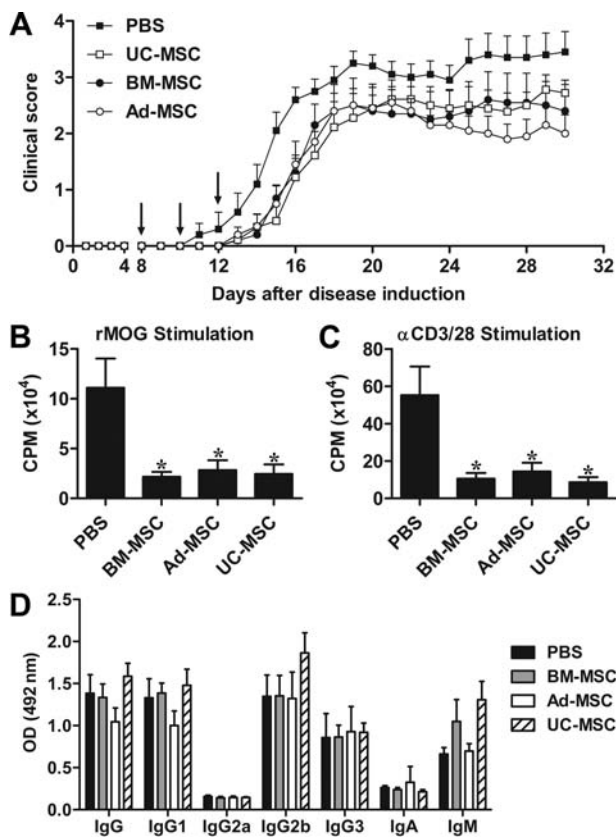 A
PBS
UC-MSC
BM-MSC
Ad-MSC
Clinical score
4
3
2
1
0
0 4 8 12 16 20 24 28 32
Days after disease induction
B
rMOG Stimulation
CPM (x10⁴)
15
10
5
0
* * *
PBS
BM-MSC
Ad-MSC
UC-MSC
C
αCD3/28 Stimulation
CPM (x10⁴)
80
60
40
20
0
* * *
PBS
BM-MSC
Ad-MSC
UC-MSC
D
OD (492 nm)
2.5
2.0
1.5
1.0
0.5
0.0
IgG IgG1 IgG2a IgG2b IgG3 IgA IgM
PBS
BM-MSC
Ad-MSC
UC-MSC